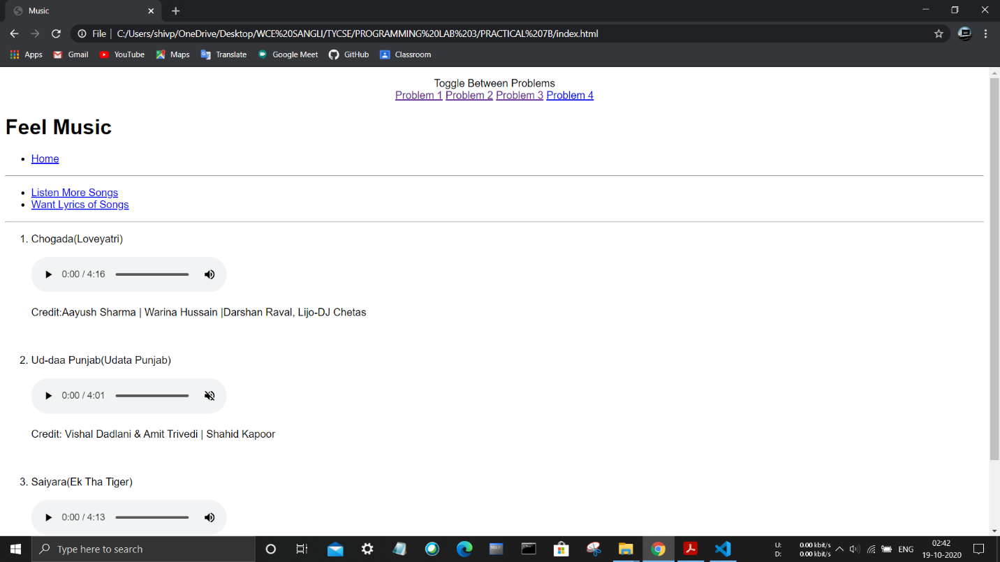 Music
File | C:/Users/shivp/OneDrive/Desktop/WCE%20SANGLI/TYCSE/PROGRAMMING%20LAB%203/PRACTICAL%207B/index.html
Apps Gmail YouTube Maps Translate Google Meet GitHub Classroom
Toggle Between Problems
Problem 1 Problem 2 Problem 3 Problem 4
Feel Music
• Home
• Listen More Songs
• Want Lyrics of Songs
1. Chogada(Loveyatri)
0:00 / 4:16
Credit:Aayush Sharma | Warina Hussain |Darshan Raval, Lijo-DJ Chetas
2. Ud-daa Punjab(Udata Punjab)
0:00 / 4:01
Credit: Vishal Dadlani & Amit Trivedi | Shahid Kapoor
3. Saiyara(Ek Tha Tiger)
0:00 / 4:13
Type here to search
U: 0.00 kbit/s
D: 0.00 kbit/s
ENG
02:42
19-10-2020